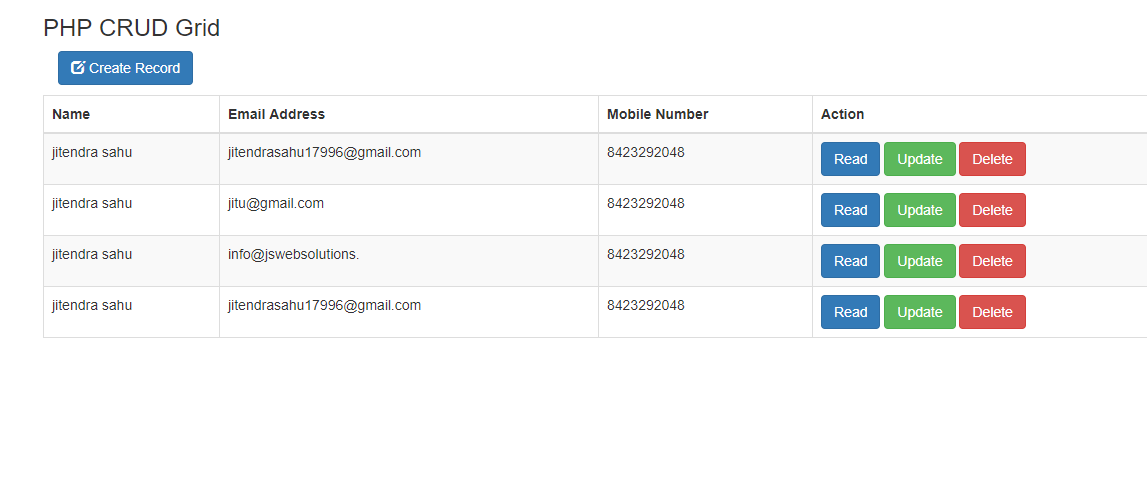 PHP CRUD Grid
Create Record
Name Email Address Mobile Number Action
jitendra sahu jitendrasahu17996@gmail.com 8423292048 Read Update Delete
jitendra sahu jitu@gmail.com 8423292048 Read Update Delete
jitendra sahu info@jswebsolutions. 8423292048 Read Update Delete
jitendra sahu jitendrasahu17996@gmail.com 8423292048 Read Update Delete